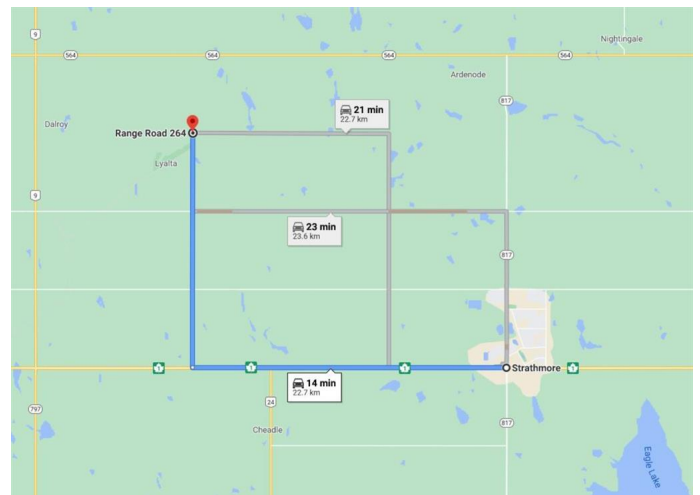 9
Nightingale
564
564
564
564
Ardenode
817
21 min
22.7 km
Dalroy
Range Road 264
Lyalta
9
23 min
23.6 km
817
1
1
1
Strathmore
1
14 min
22.7 km
797
24
Cheadle
817
Eagle Lake